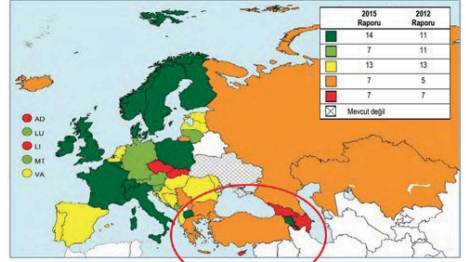 2015 2012
Raporu Raporu
14 11
7 11
13 13
7 5
7 7
Mevcut değil
AD
LU
LI
MT
VA